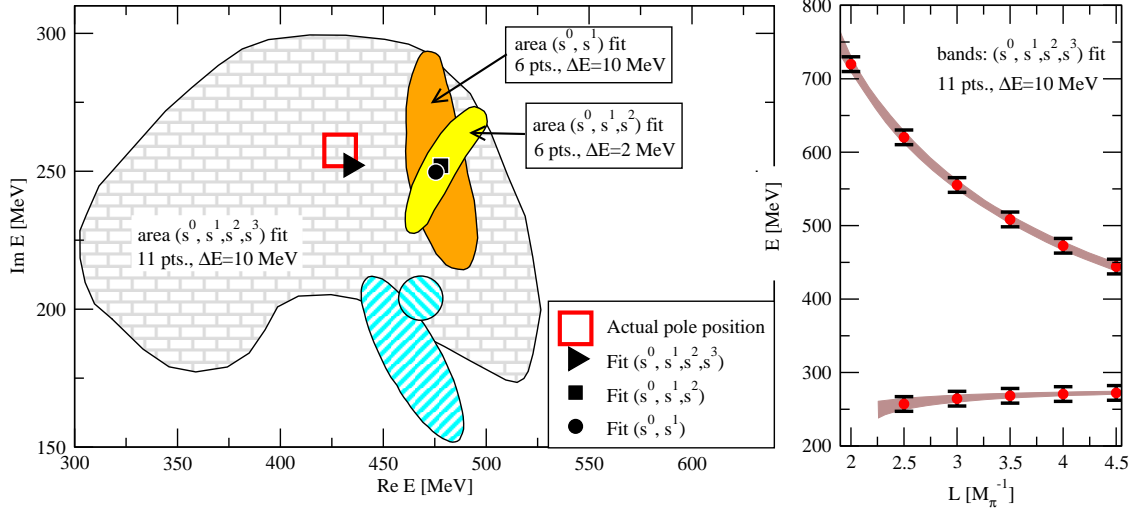 300
250
200
150
Im E [MeV]
300
350
400
450
500
550
600
Re E [MeV]
area (s⁰, s¹) fit
6 pts., ΔE=10 MeV
area (s⁰, s¹,s²) fit
6 pts., ΔE=2 MeV
area (s⁰, s¹,s²,s³) fit
11 pts., ΔE=10 MeV
Actual pole position
Fit (s⁰, s¹,s²,s³)
Fit (s⁰, s¹,s²)
Fit (s⁰, s¹)
bands: (s⁰, s¹,s²,s³) fit
11 pts., ΔE=10 MeV
800
700
600
500
400
300
200
E [MeV]
2
2.5
3
3.5
4
4.5
L [M_π⁻¹]